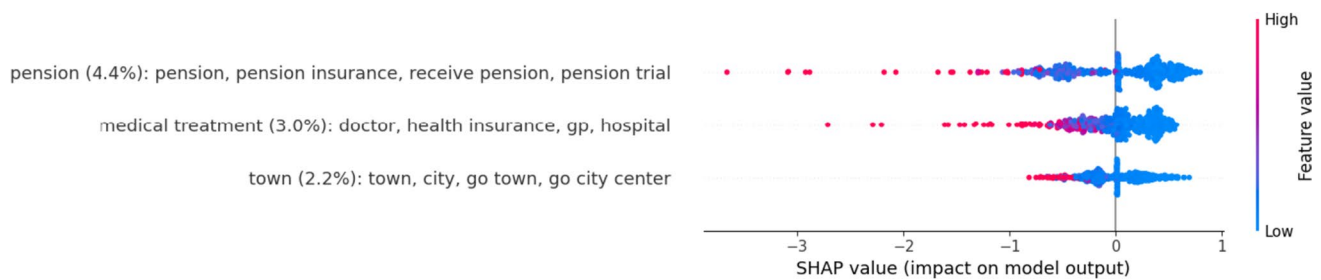 High
pension (4.4%): pension, pension insurance, receive pension, pension trial
medical treatment (3.0%): doctor, health insurance, gp, hospital
town (2.2%): town, city, go town, go city center
Feature value
Low
−3 −2 −1 0 1
SHAP value (impact on model output)